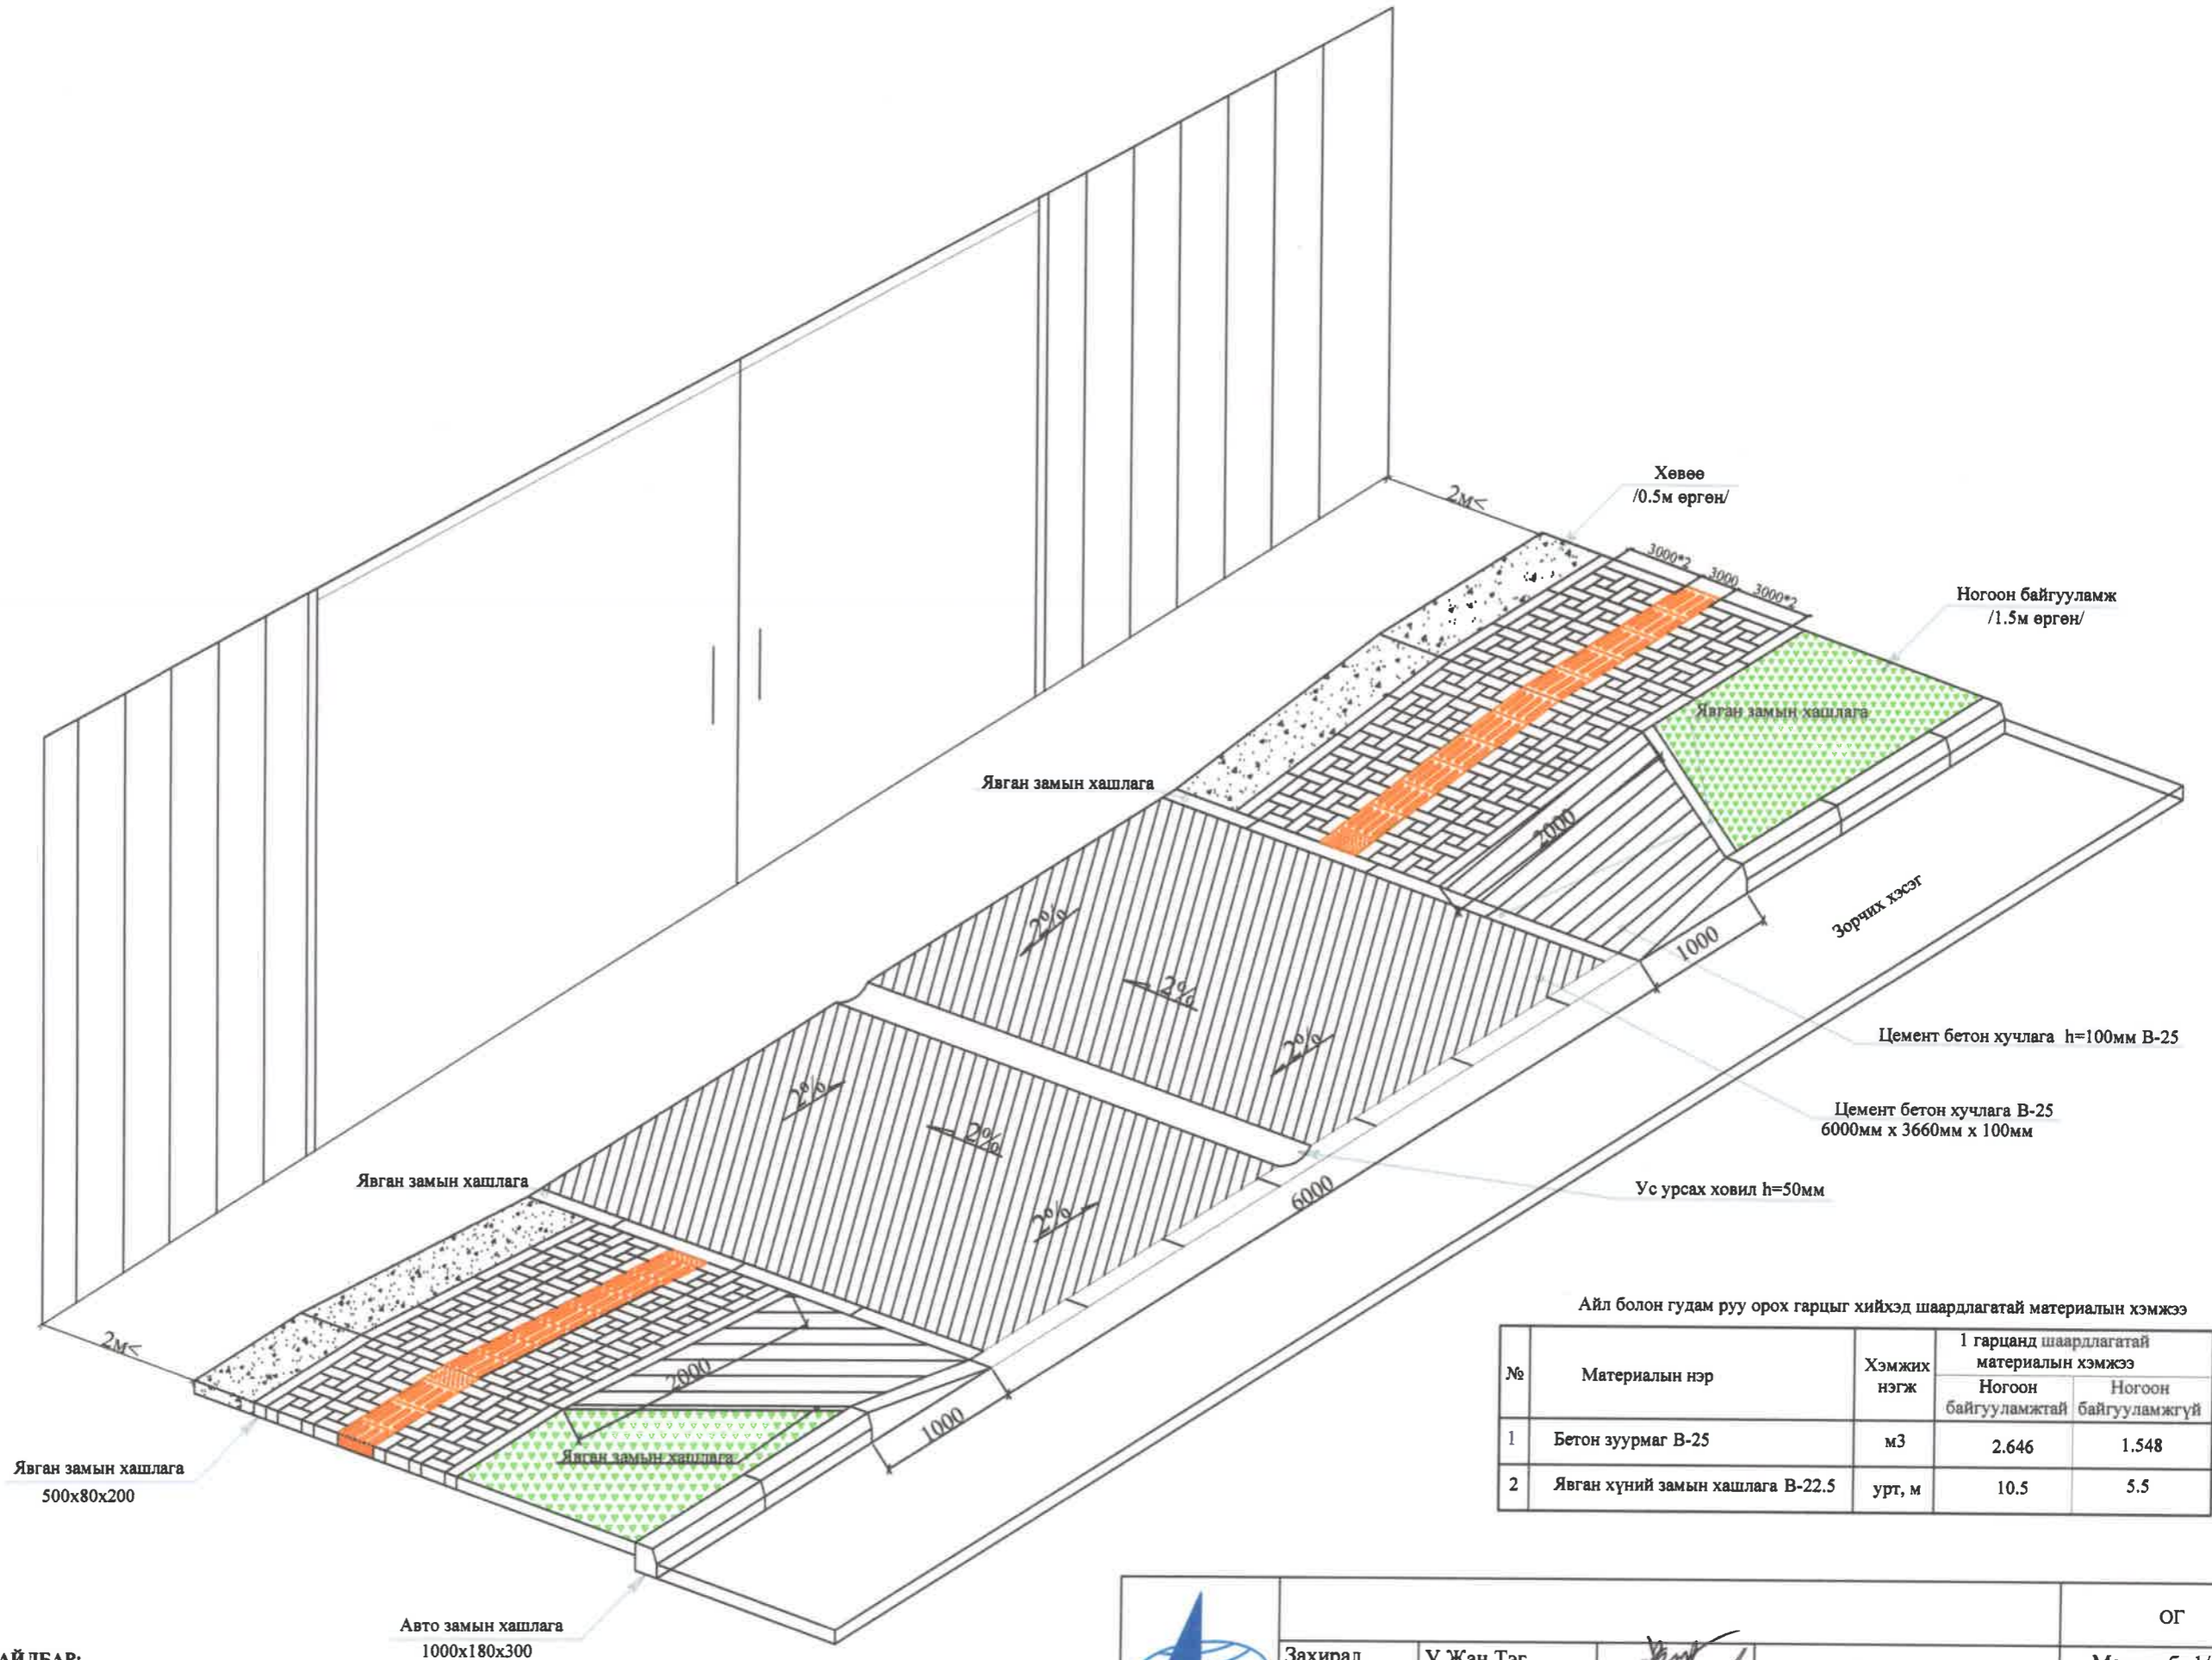 Хөвөө
/0.5м өргөн/
2м<
3000*2
3000
3000*2
Ногоон байгууламж
/1.5м өргөн/
Явган замын хашлага
Явган замын хашлага
2000
Зорчих хэсэг
1000
2%
2%
2%
2%
2%
2%
Цемент бетон хучлага h=100мм В-25
Цемент бетон хучлага В-25
6000мм х 3660мм х 100мм
Ус урсах ховил h=50мм
6000
Явган замын хашлага
2м<
2000
1000
Явган замын хашлага
Явган замын хашлага
500х80х200
Авто замын хашлага
1000х180х300
Айл болон гудам руу орох гарцыг хийхэд шаардлагатай материалын хэмжээ
№
Материалын нэр
Хэмжих нэгж
1 гарцанд шаардлагатай материалын хэмжээ
Ногоон байгууламжтай
Ногоон байгууламжгүй
1 Бетон зуурмаг В-25 м3 2.646 1.548
2 Явган хүний замын хашлага В-22.5 урт, м 10.5 5.5
ОГ
Захирал